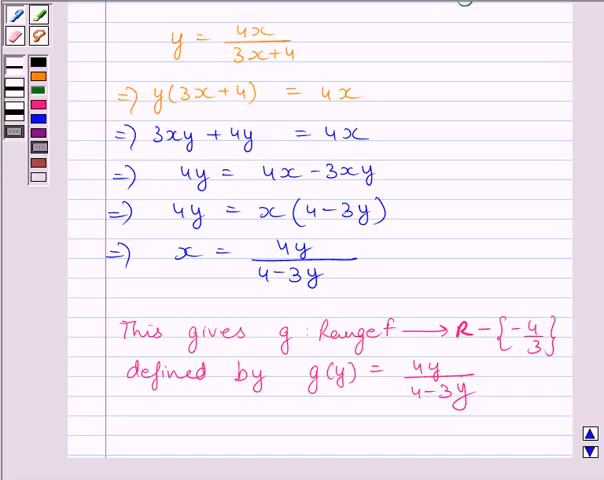 y = 4x / 3x+4
=) y(3x+4) = 4x
=) 3xy + 4y = 4x
=) 4y = 4x - 3xy
=) 4y = x(4-3y)
=) x = 4y / 4-3y
This gives g : Rangef ⟶ R - {-4/3}
defined by g(y) = 4y / 4-3y